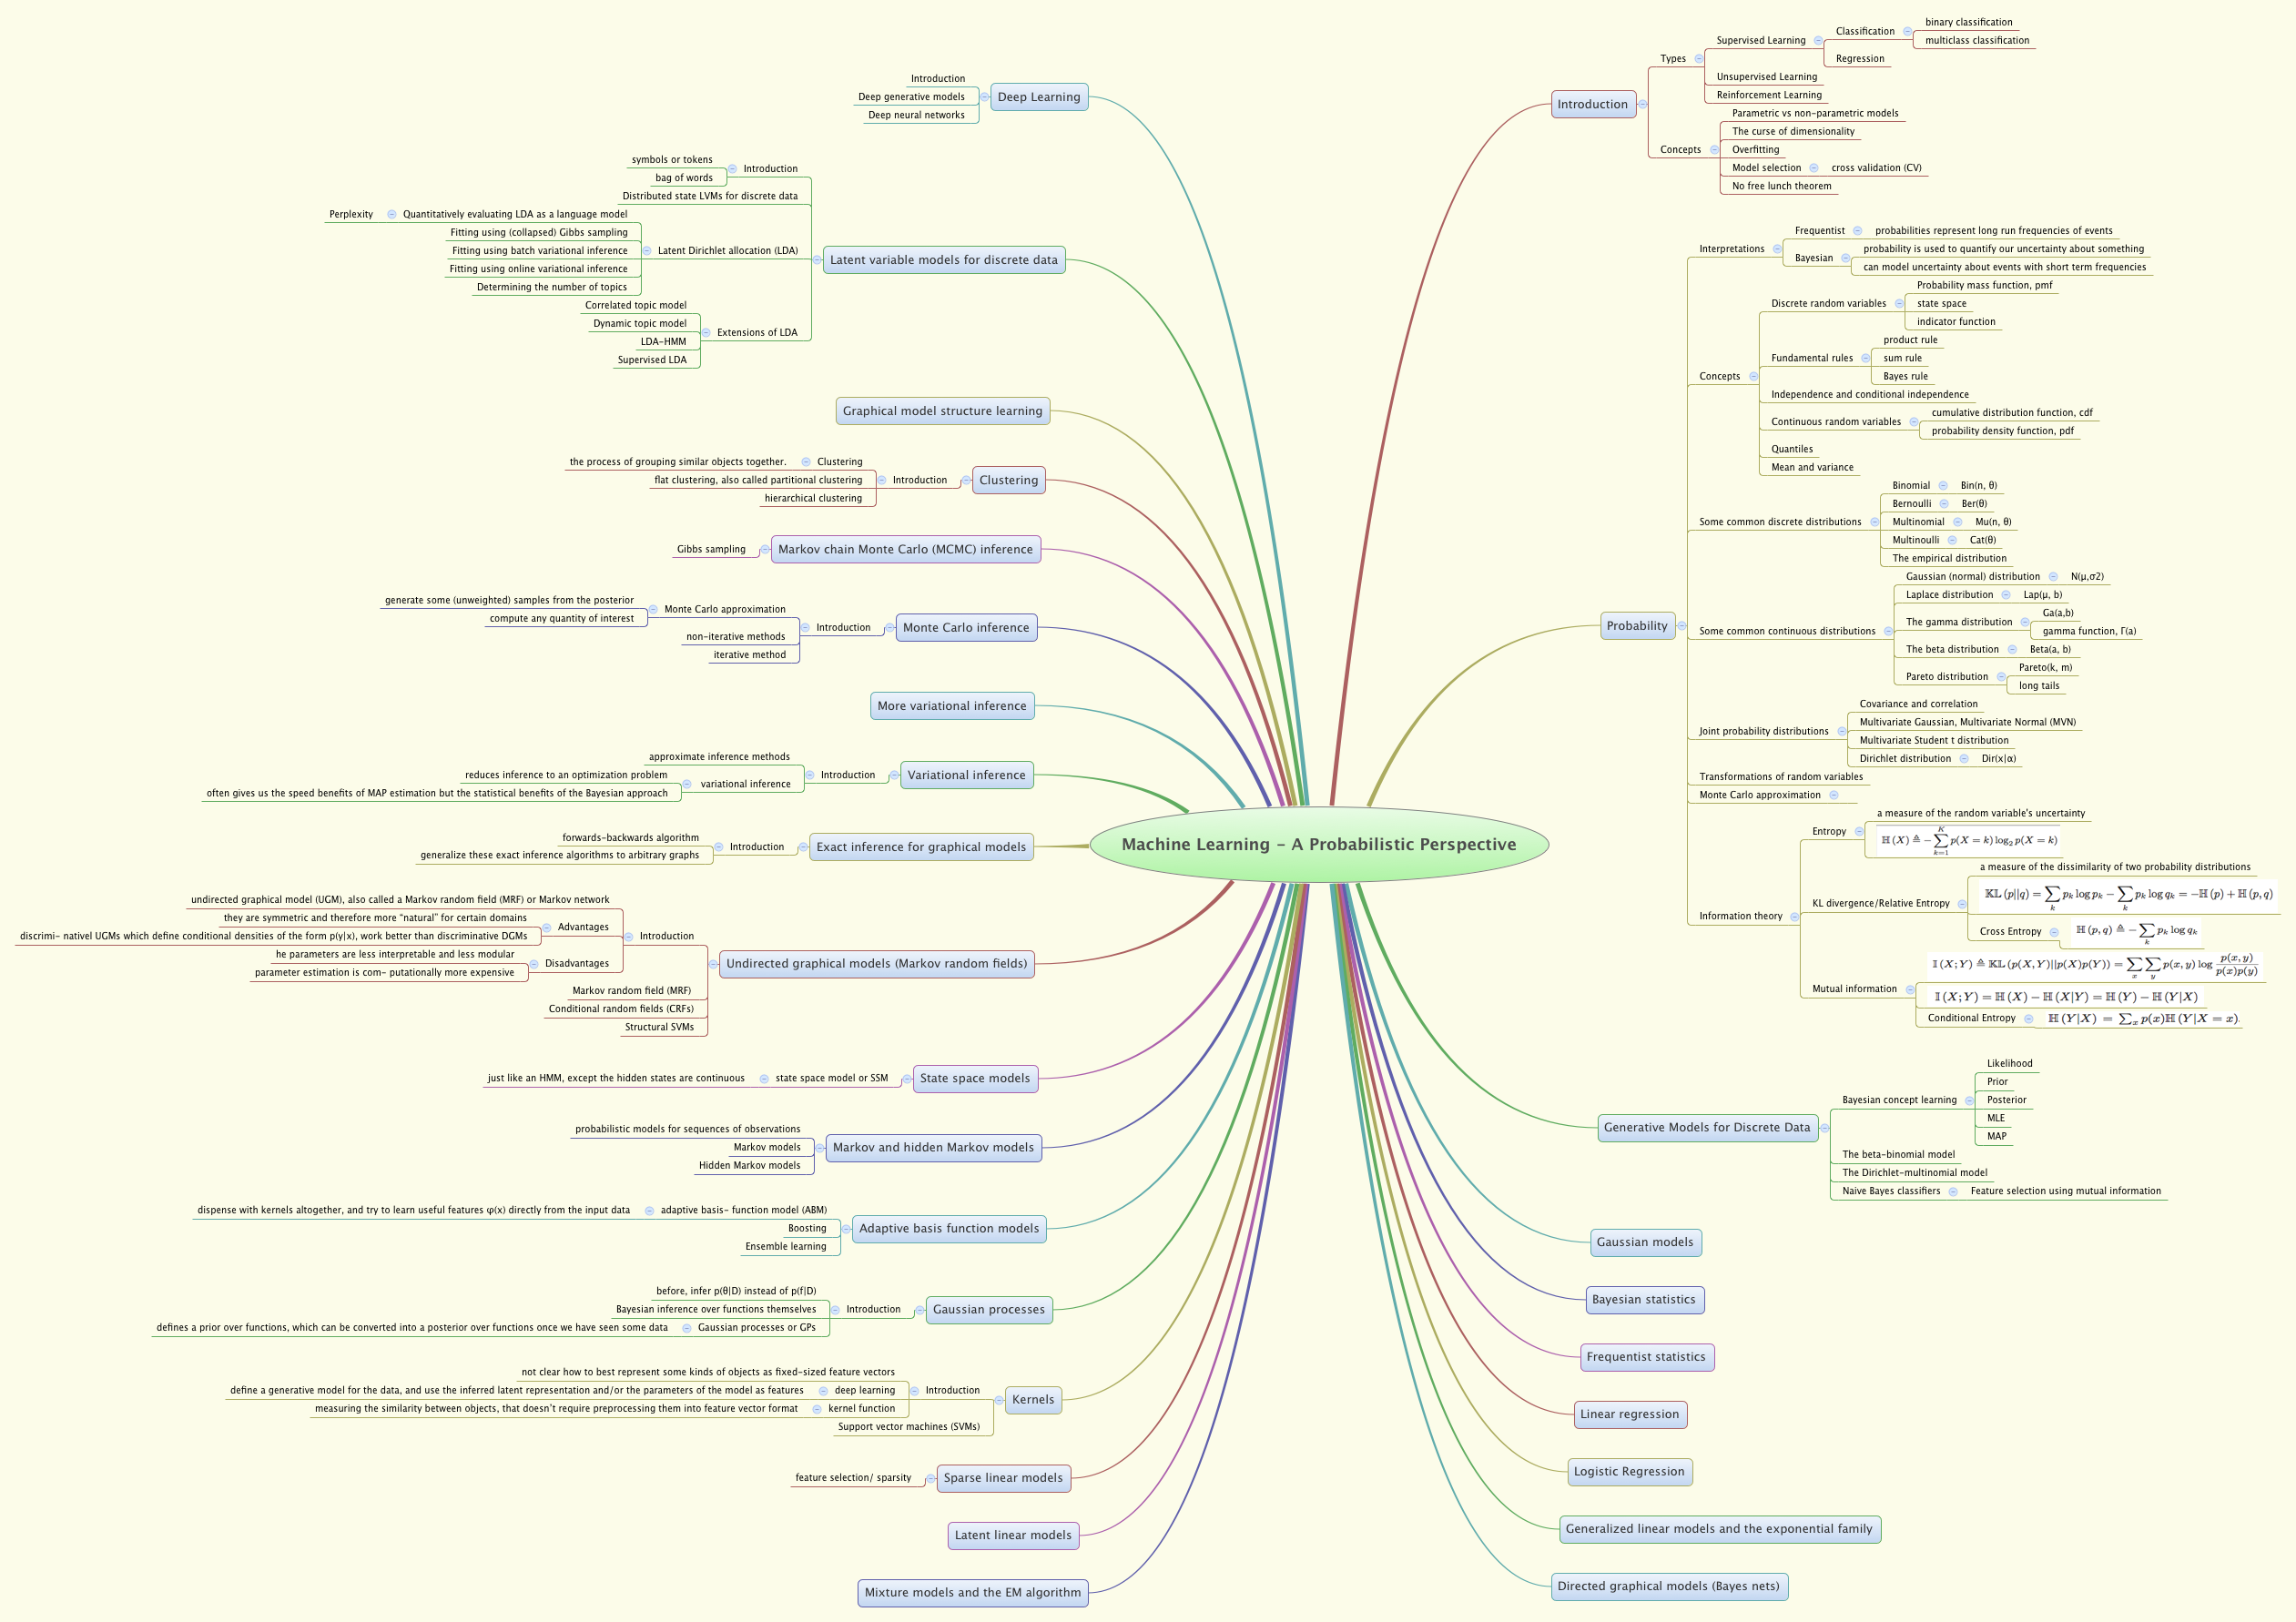 Machine Learning - A Probabilistic Perspective
Introduction
Types
Supervised Learning
Classification
binary classification
multiclass classification
Regression
Unsupervised Learning
Reinforcement Learning
Concepts
Parametric vs non-parametric models
The curse of dimensionality
Overfitting
Model selection
cross validation (CV)
No free lunch theorem
Probability
Interpretations
Frequentist
probabilities represent long run frequencies of events
Bayesian
probability is used to quantify our uncertainty about something
can model uncertainty about events with short term frequencies
Concepts
Discrete random variables
Probability mass function, pmf
state space
indicator function
Fundamental rules
product rule
sum rule
Bayes rule
Independence and conditional independence
Continuous random variables
cumulative distribution function, cdf
probability density function, pdf
Quantiles
Mean and variance
Some common discrete distributions
Binomial
Bin(n, θ)
Bernoulli
Ber(θ)
Multinomial
Mu(n, θ)
Multinoulli
Cat(θ)
The empirical distribution
Some common continuous distributions
Gaussian (normal) distribution
N(μ,σ2)
Laplace distribution
Lap(μ, b)
The gamma distribution
Ga(a,b)
gamma function, Γ(a)
The beta distribution
Beta(a, b)
Pareto distribution
Pareto(k, m)
long tails
Joint probability distributions
Covariance and correlation
Multivariate Gaussian, Multivariate Normal (MVN)
Multivariate Student t distribution
Dirichlet distribution
Dir(x|α)
Transformations of random variables
Monte Carlo approximation
Information theory
Entropy
a measure of the random variable's uncertainty
ℍ (X) ≜ − ∑_{k=1}^{K} p(X = k) log₂ p(X = k)
KL divergence/Relative Entropy
a measure of the dissimilarity of two probability distributions
𝕂𝕃 (p||q) = ∑_k p_k log p_k − ∑_k p_k log q_k = −ℍ (p) + ℍ (p, q)
Cross Entropy
ℍ (p, q) ≜ − ∑_k p_k log q_k
Mutual information
𝕀 (X; Y) ≜ 𝕂𝕃 (p(X, Y)||p(X)p(Y)) = ∑_x ∑_y p(x, y) log p(x, y) / p(x)p(y)
𝕀 (X; Y) = ℍ (X) − ℍ (X|Y) = ℍ (Y) − ℍ (Y|X)
Conditional Entropy
ℍ (Y|X) = ∑_x p(x)ℍ (Y|X = x).
Generative Models for Discrete Data
Bayesian concept learning
Likelihood
Prior
Posterior
MLE
MAP
The beta-binomial model
The Dirichlet-multinomial model
Naive Bayes classifiers
Feature selection using mutual information
Gaussian models
Bayesian statistics
Frequentist statistics
Linear regression
Logistic Regression
Generalized linear models and the exponential family
Directed graphical models (Bayes nets)
Deep Learning
Introduction
Deep generative models
Deep neural networks
Latent variable models for discrete data
Introduction
symbols or tokens
bag of words
Distributed state LVMs for discrete data
Latent Dirichlet allocation (LDA)
Quantitatively evaluating LDA as a language model
Perplexity
Fitting using (collapsed) Gibbs sampling
Fitting using batch variational inference
Fitting using online variational inference
Determining the number of topics
Extensions of LDA
Correlated topic model
Dynamic topic model
LDA-HMM
Supervised LDA
Graphical model structure learning
Clustering
Introduction
Clustering
the process of grouping similar objects together.
flat clustering, also called partitional clustering
hierarchical clustering
Markov chain Monte Carlo (MCMC) inference
Gibbs sampling
Monte Carlo inference
Introduction
Monte Carlo approximation
generate some (unweighted) samples from the posterior
compute any quantity of interest
non-iterative methods
iterative method
More variational inference
Variational inference
Introduction
approximate inference methods
variational inference
reduces inference to an optimization problem
often gives us the speed benefits of MAP estimation but the statistical benefits of the Bayesian approach
Exact inference for graphical models
Introduction
forwards-backwards algorithm
generalize these exact inference algorithms to arbitrary graphs
Undirected graphical models (Markov random fields)
Introduction
undirected graphical model (UGM), also called a Markov random field (MRF) or Markov network
Advantages
they are symmetric and therefore more “natural” for certain domains
discrimi- nativel UGMs which define conditional densities of the form p(y|x), work better than discriminative DGMs
Disadvantages
he parameters are less interpretable and less modular
parameter estimation is com- putationally more expensive
Markov random field (MRF)
Conditional random fields (CRFs)
Structural SVMs
State space models
state space model or SSM
just like an HMM, except the hidden states are continuous
Markov and hidden Markov models
probabilistic models for sequences of observations
Markov models
Hidden Markov models
Adaptive basis function models
adaptive basis- function model (ABM)
dispense with kernels altogether, and try to learn useful features φ(x) directly from the input data
Boosting
Ensemble learning
Gaussian processes
Introduction
before, infer p(θ|D) instead of p(f|D)
Bayesian inference over functions themselves
Gaussian processes or GPs
defines a prior over functions, which can be converted into a posterior over functions once we have seen some data
Kernels
Introduction
not clear how to best represent some kinds of objects as fixed-sized feature vectors
deep learning
define a generative model for the data, and use the inferred latent representation and/or the parameters of the model as features
kernel function
measuring the similarity between objects, that doesn't require preprocessing them into feature vector format
Support vector machines (SVMs)
Sparse linear models
feature selection/ sparsity
Latent linear models
Mixture models and the EM algorithm